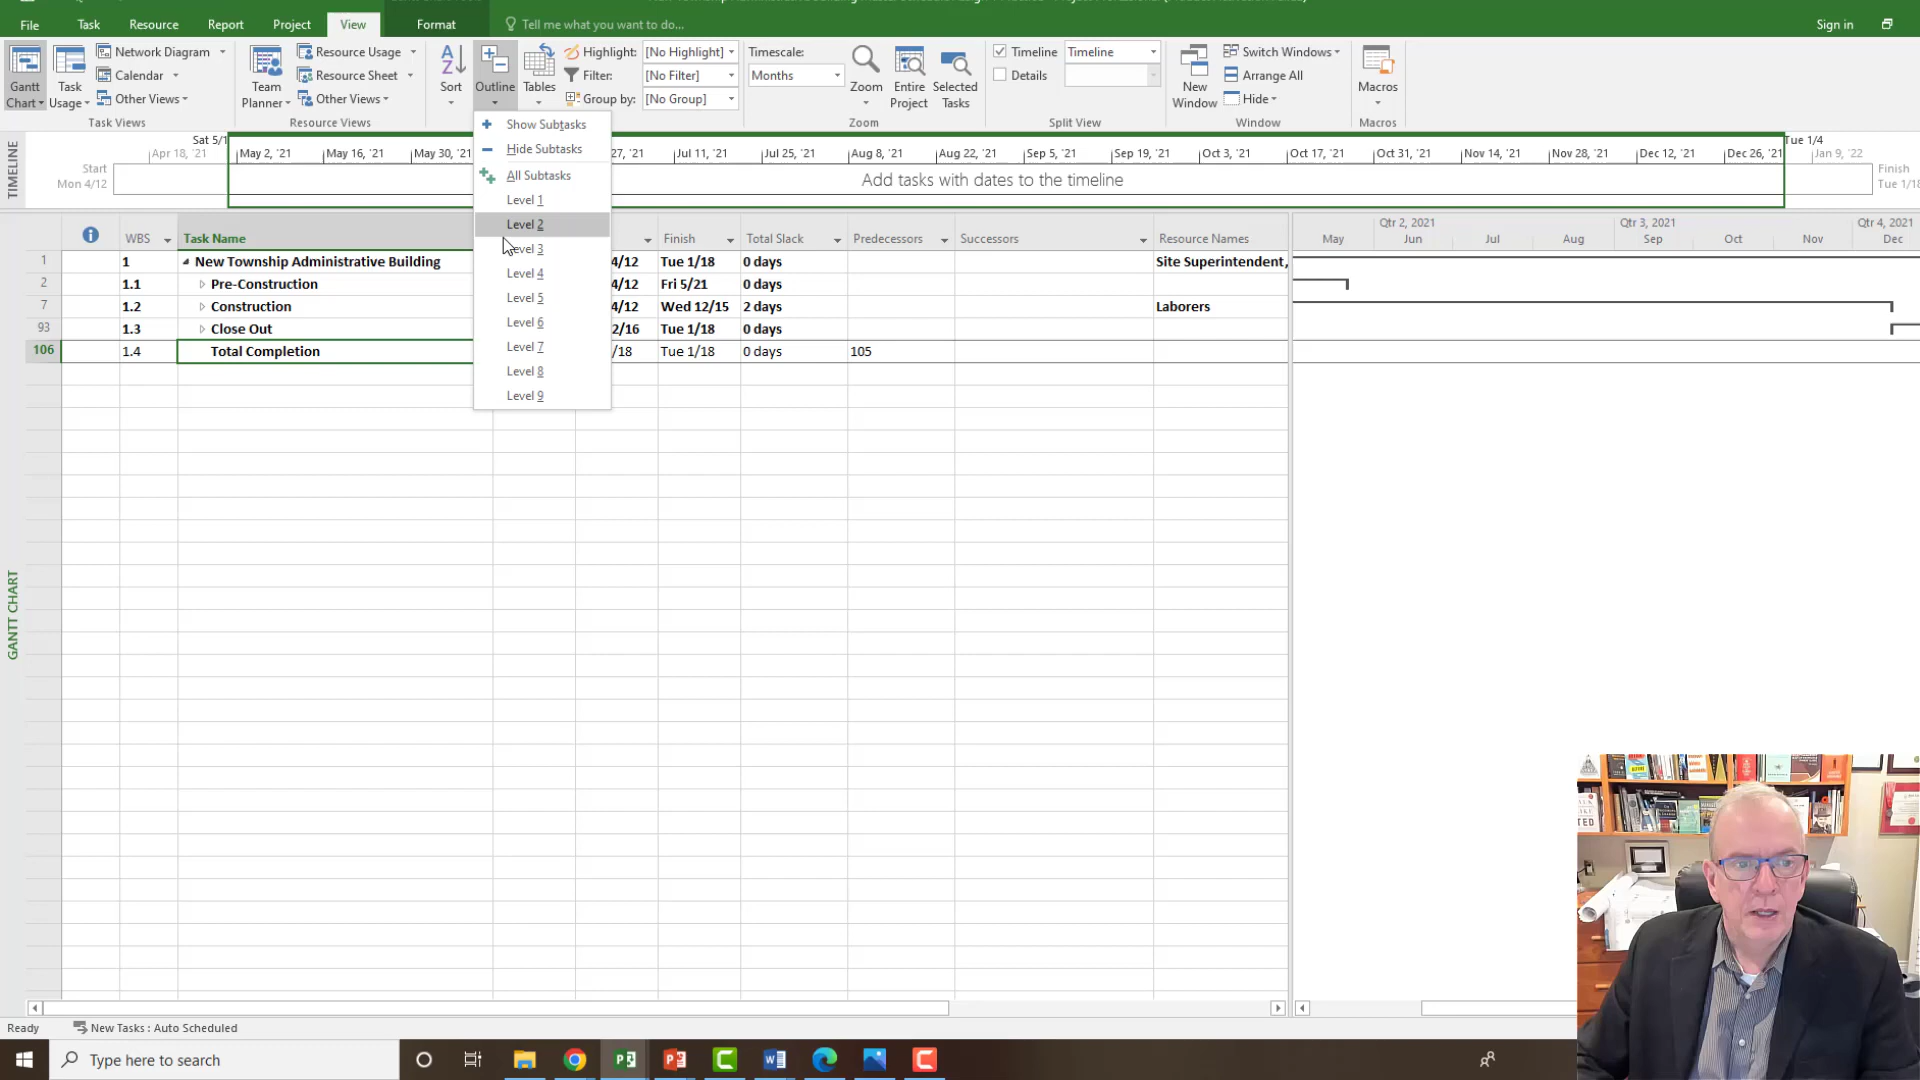 File Task Resource Report Project View Format Tell me what you want to do... Sign in
Gantt Chart
Task Usage
Network Diagram
Calendar
Other Views
Task Views
Team Planner
Resource Usage
Resource Sheet
Other Views
Resource Views
Sort
Outline
Tables
Highlight: [No Highlight]
Filter: [No Filter]
Group by: [No Group]
Timescale:
Months
Zoom
Entire Project
Selected Tasks
Zoom
Timeline Timeline
Details
Split View
New Window
Switch Windows
Arrange All
Hide
Window
Macros
Macros
Show Subtasks
Hide Subtasks
All Subtasks
Level 1
Level 2
Level 3
Level 4
Level 5
Level 6
Level 7
Level 8
Level 9
TIMELINE
Sat 5/1 Tue 1/4
Apr 18, '21 May 2, '21 May 16, '21 May 30, '21 27, '21 Jul 11, '21 Jul 25, '21 Aug 8, '21 Aug 22, '21 Sep 5, '21 Sep 19, '21 Oct 3, '21 Oct 17, '21 Oct 31, '21 Nov 14, '21 Nov 28, '21 Dec 12, '21 Dec 26, '21 Jan 9, '22
Start
Mon 4/12
Add tasks with dates to the timeline
Finish
Tue 1/18
Qtr 2, 2021 Qtr 3, 2021 Qtr 4, 2021
WBS Task Name Finish Total Slack Predecessors Successors Resource Names May Jun Jul Aug Sep Oct Nov Dec
1 1 New Township Administrative Building 4/12 Tue 1/18 0 days Site Superintendent,
2 1.1 Pre-Construction 4/12 Fri 5/21 0 days
7 1.2 Construction 4/12 Wed 12/15 2 days Laborers
93 1.3 Close Out 2/16 Tue 1/18 0 days
106 1.4 Total Completion /18 Tue 1/18 0 days 105
GANTT CHART
Ready New Tasks : Auto Scheduled
Type here to search